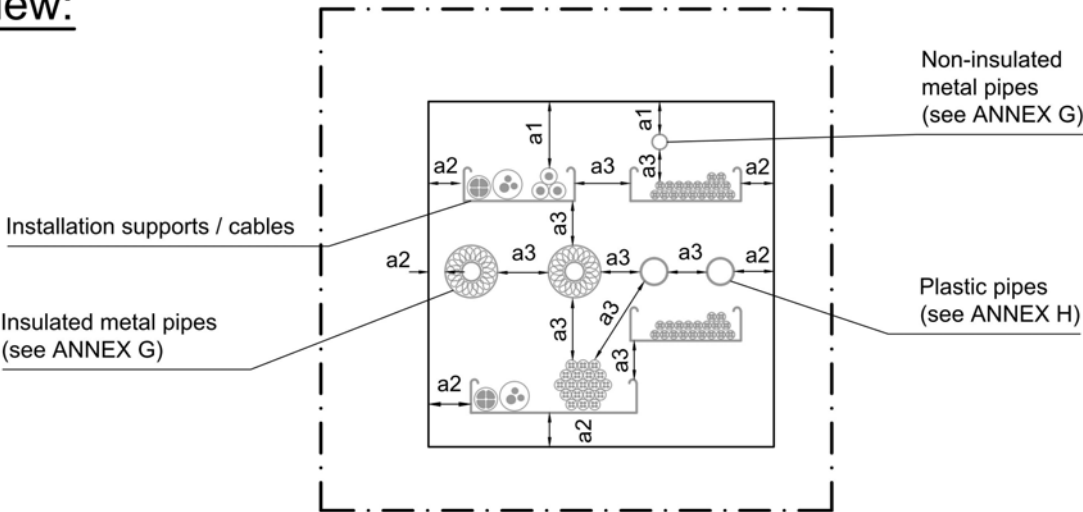 iew:
Non-insulated
metal pipes
(see ANNEX G)
a1
a1
a2
a3
a3
a2
Installation supports / cables
a3
a2
a3
a3
a3
a2
Insulated metal pipes
(see ANNEX G)
a3
a3
Plastic pipes
(see ANNEX H)
a3
a2
a2